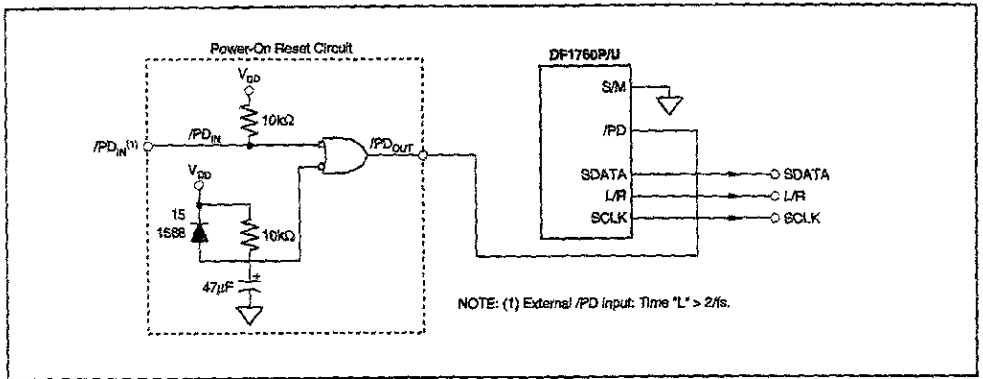 Power-On Reset Circuit
V_DD
10kΩ
/PD_IN(1)
/PD_IN
/PD_OUT
V_DD
1S
1588
10kΩ
47µF
+
DF1760P/U
S/M
/PD
SDATA
L/R
SCLK
SDATA
L/R
SCLK
NOTE: (1) External /PD Input: Time "L" > 2/fs.